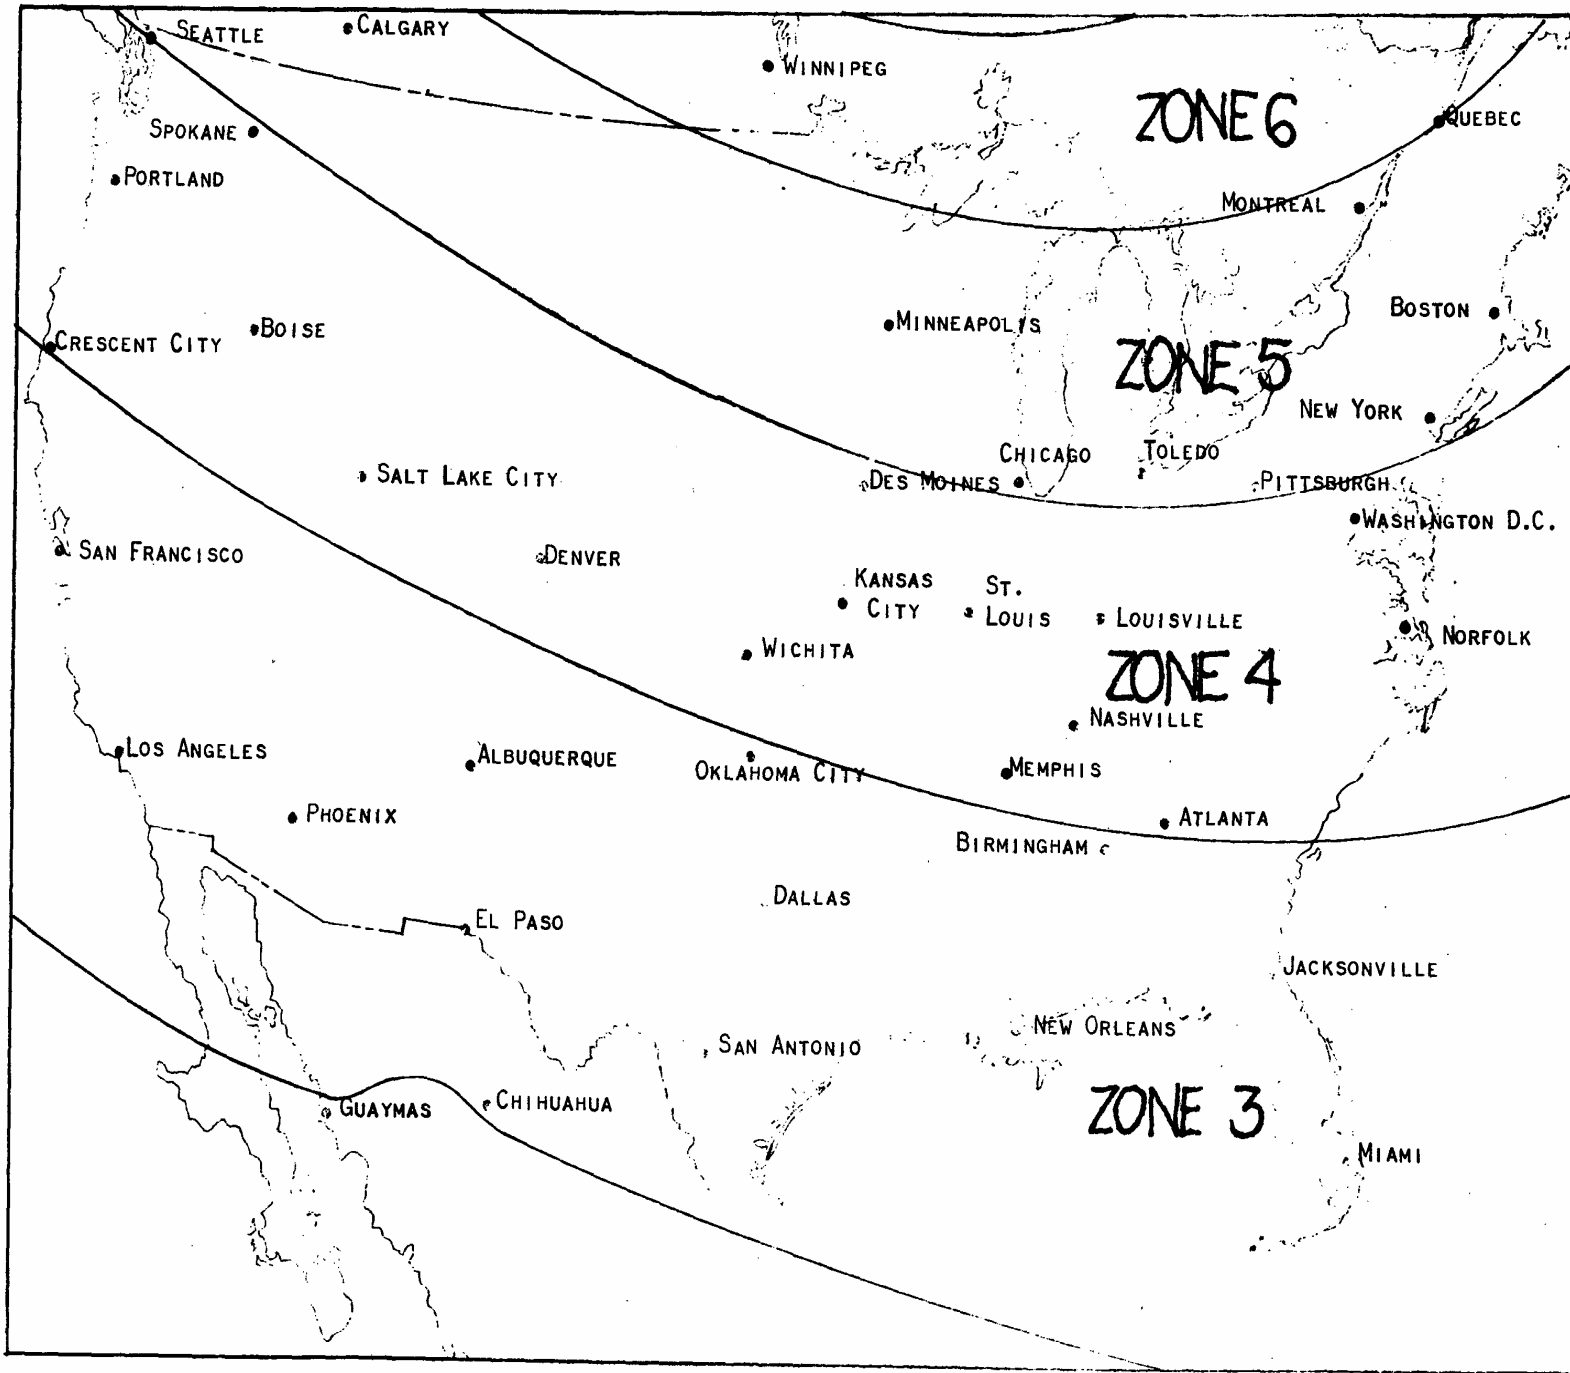 SEATTLE
CALGARY
WINNIPEG
ZONE 6
QUEBEC
SPOKANE
PORTLAND
MONTREAL
BOSTON
MINNEAPOLIS
BOISE
CRESCENT CITY
ZONE 5
NEW YORK
CHICAGO
TOLEDO
SALT LAKE CITY
DES MOINES
PITTSBURGH
WASHINGTON D.C.
SAN FRANCISCO
DENVER
KANSAS
CITY
ST.
LOUIS
LOUISVILLE
NORFOLK
WICHITA
ZONE 4
NASHVILLE
LOS ANGELES
ALBUQUERQUE
OKLAHOMA CITY
MEMPHIS
PHOENIX
ATLANTA
BIRMINGHAM
DALLAS
EL PASO
JACKSONVILLE
NEW ORLEANS
SAN ANTONIO
ZONE 3
GUAYMAS
CHIHUAHUA
MIAMI